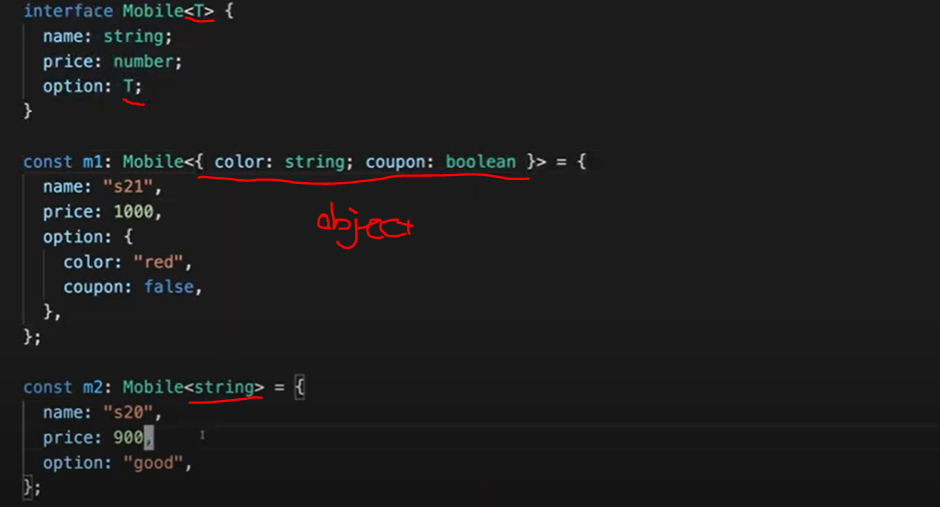 interface Mobile<T> {
name: string;
price: number;
option: T;
}
const m1: Mobile<{ color: string; coupon: boolean }> = {
name: "s21",
price: 1000,
object
option: {
color: "red",
coupon: false,
},
};
const m2: Mobile<string> = {
name: "s20",
price: 900,
option: "good",
};